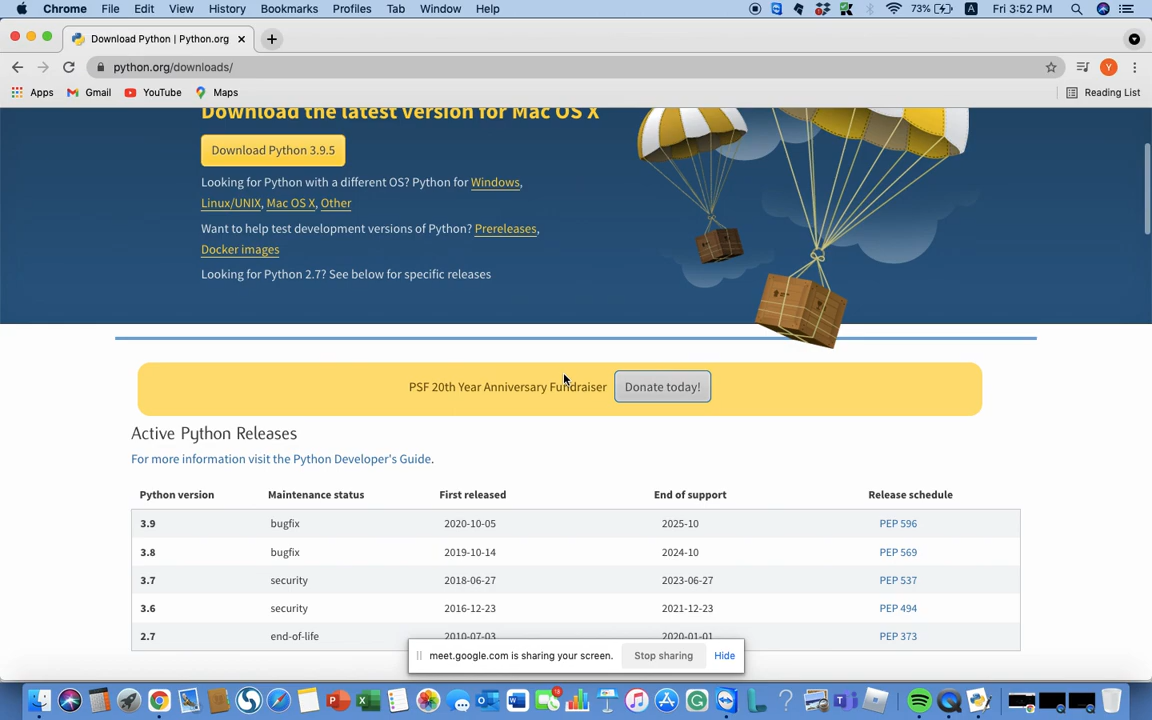 Chrome File Edit View History Bookmarks Profiles Tab Window Help 73% A Fri 3:52 PM
Download Python | Python.org
python.org/downloads/ Y
Apps Gmail YouTube Maps Reading List
Download the latest version for Mac OS X
Download Python 3.9.5
Looking for Python with a different OS? Python for Windows,
Linux/UNIX, Mac OS X, Other
Want to help test development versions of Python? Prereleases,
Docker images
Looking for Python 2.7? See below for specific releases
PSF 20th Year Anniversary Fundraiser Donate today!
Active Python Releases
For more information visit the Python Developer's Guide.
Python version Maintenance status First released End of support Release schedule
3.9 bugfix 2020-10-05 2025-10 PEP 596
3.8 bugfix 2019-10-14 2024-10 PEP 569
3.7 security 2018-06-27 2023-06-27 PEP 537
3.6 security 2016-12-23 2021-12-23 PEP 494
2.7 end-of-life 2010-07-03 2020-01-01 PEP 373
meet.google.com is sharing your screen. Stop sharing Hide